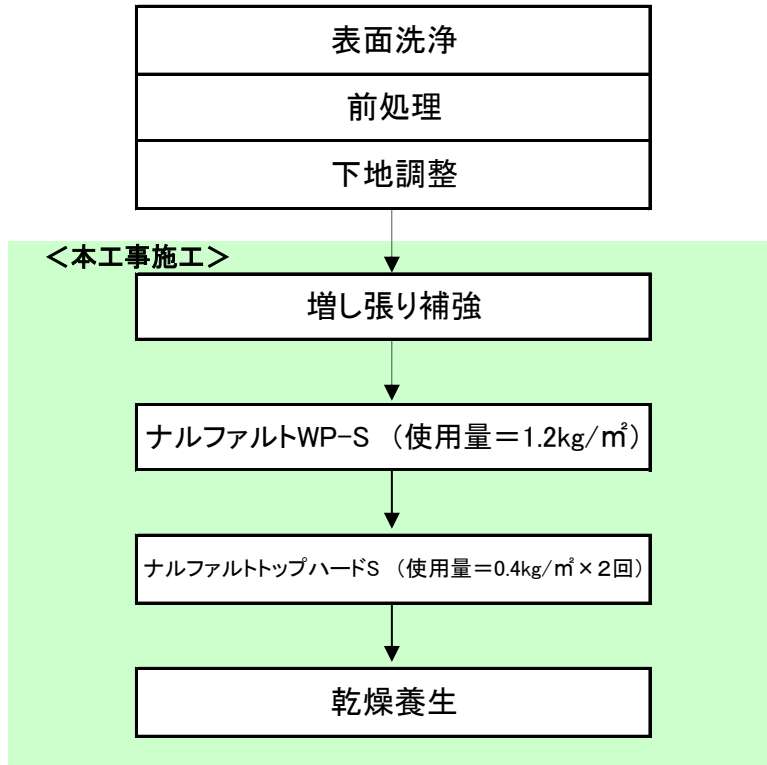 表面洗浄
前処理
下地調整
＜本工事施工＞
増し張り補強
ナルファルトWP-S （使用量＝1.2kg/㎡）
ナルファルトトップハードS （使用量＝0.4kg/㎡×２回）
乾燥養生